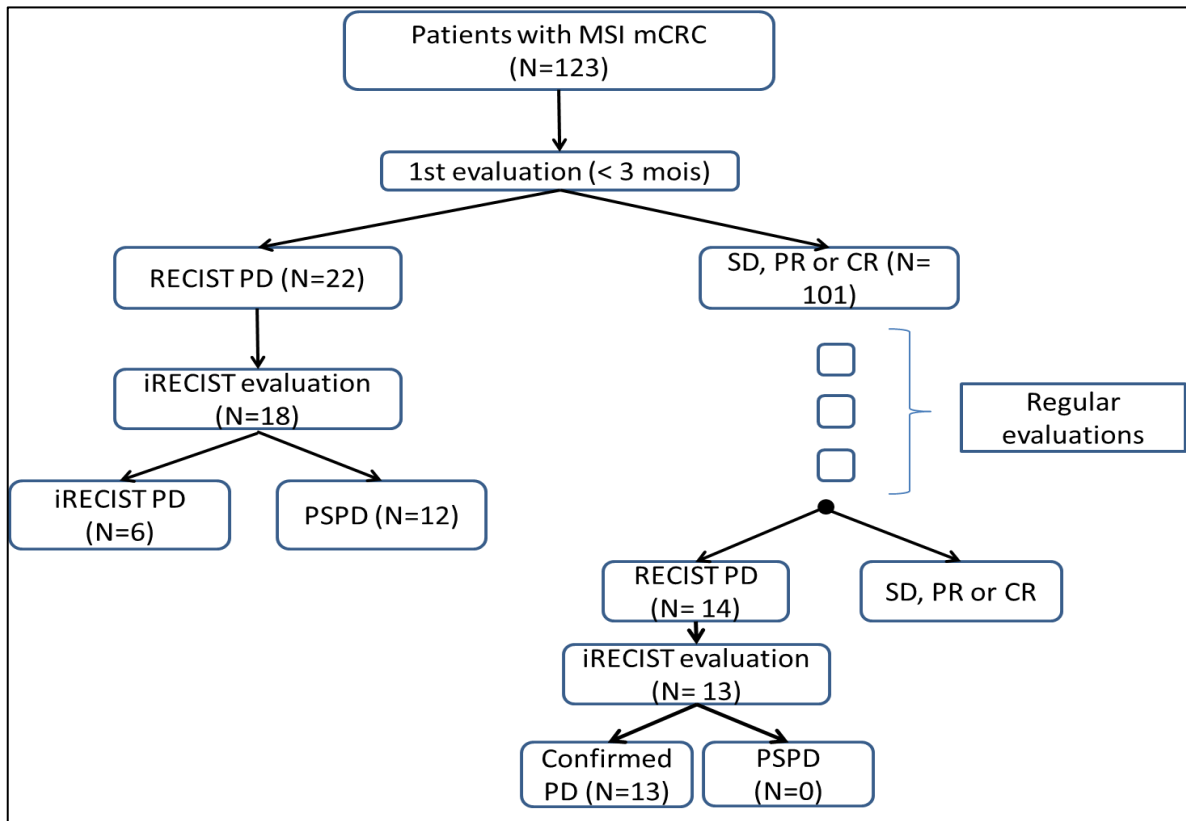 Patients with MSI mCRC
(N=123)
1st evaluation (< 3 mois)
RECIST PD (N=22)
SD, PR or CR (N=
101)
iRECIST evaluation
(N=18)
Regular
evaluations
iRECIST PD
(N=6)
PSPD (N=12)
RECIST PD
(N= 14)
SD, PR or CR
iRECIST evaluation
(N= 13)
Confirmed
PD (N=13)
PSPD
(N=0)